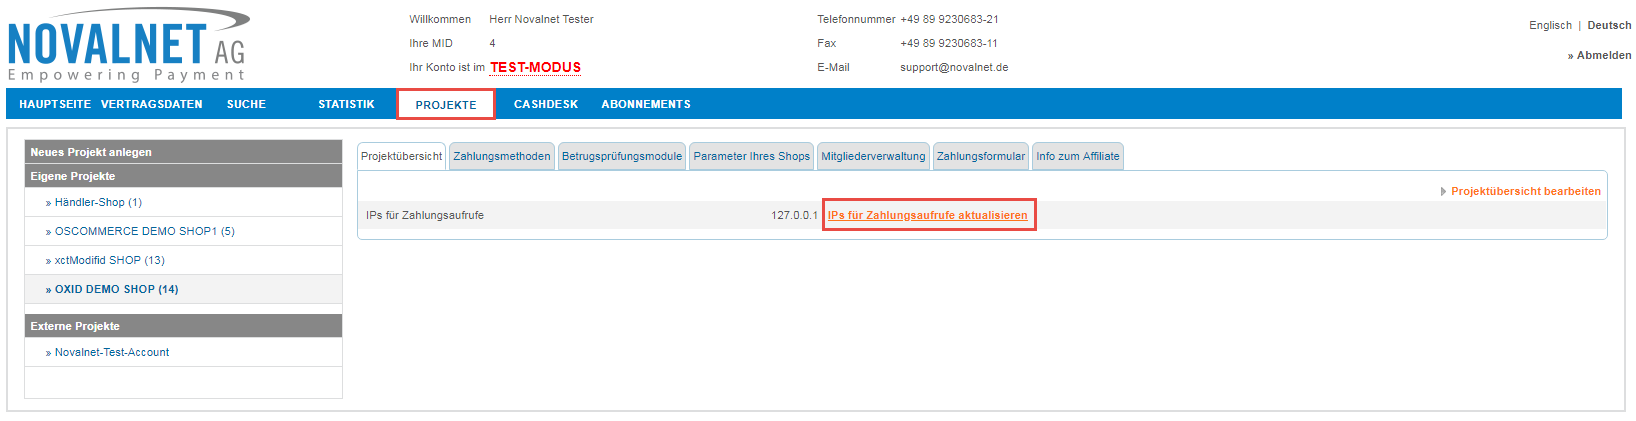 NOVALNET AG
Empowering Payment
Willkommen Herr Novalnet Tester
Ihre MID 4
Ihr Konto ist im TEST-MODUS
Telefonnummer +49 89 9230683-21
Fax +49 89 9230683-11
E-Mail support@novalnet.de
Englisch | Deutsch
» Abmelden
HAUPTSEITE VERTRAGSDATEN SUCHE STATISTIK PROJEKTE CASHDESK ABONNEMENTS
Neues Projekt anlegen
Eigene Projekte
» Händler-Shop (1)
» OSCOMMERCE DEMO SHOP1 (5)
» xctModifid SHOP (13)
» OXID DEMO SHOP (14)
Externe Projekte
» Novalnet-Test-Account
Projektübersicht Zahlungsmethoden Betrugsprüfungsmodule Parameter Ihres Shops Mitgliederverwaltung Zahlungsformular Info zum Affiliate
Projektübersicht bearbeiten
IPs für Zahlungsaufrufe 127.0.0.1 IPs für Zahlungsaufrufe aktualisieren